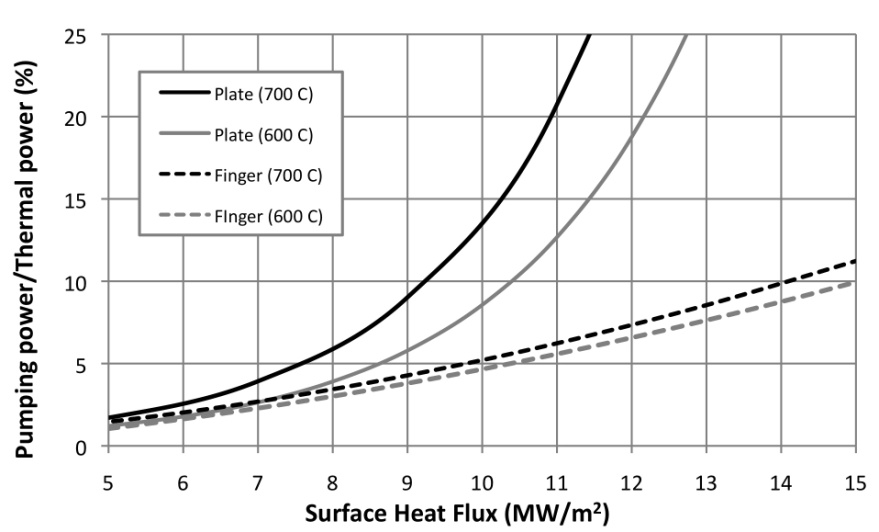 Pumping power/Thermal power (%)
25
20
15
10
5
0
Plate (700 C)
Plate (600 C)
Finger (700 C)
FInger (600 C)
5 6 7 8 9 10 11 12 13 14 15
Surface Heat Flux (MW/m²)